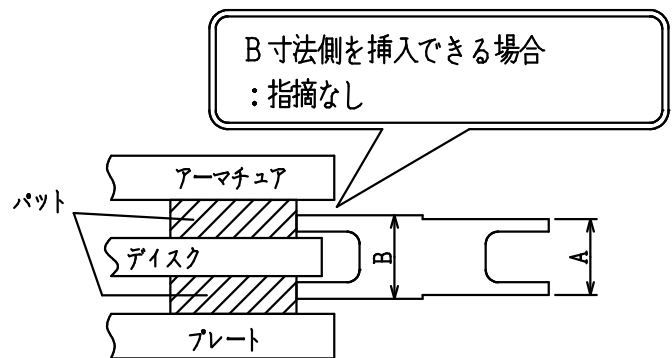 B寸法側を挿入できる場合
：指摘なし
アーマチュア
パット
ディスク
B
A
プレート